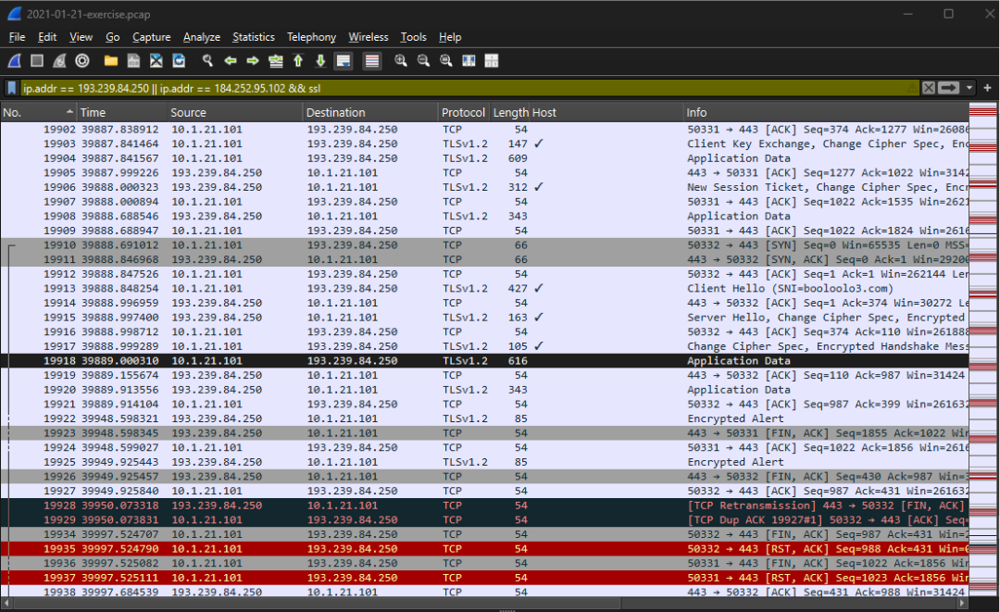 2021-01-21-exercise.pcap
File Edit View Go Capture Analyze Statistics Telephony Wireless Tools Help
ip.addr == 193.239.84.250 || ip.addr == 184.252.95.102 && ssl
No. Time Source Destination Protocol Length Host Info
19902 39887.838912 10.1.21.101 193.239.84.250 TCP 54 50331 → 443 [ACK] Seq=374 Ack=1277 Win=26086
19903 39887.841464 10.1.21.101 193.239.84.250 TLSv1.2 147 ✓ Client Key Exchange, Change Cipher Spec, Enc
19904 39887.841567 10.1.21.101 193.239.84.250 TLSv1.2 609 Application Data
19905 39887.999226 193.239.84.250 10.1.21.101 TCP 54 443 → 50331 [ACK] Seq=1277 Ack=1022 Win=3142
19906 39888.000323 193.239.84.250 10.1.21.101 TLSv1.2 312 ✓ New Session Ticket, Change Cipher Spec, Encr
19907 39888.000894 10.1.21.101 193.239.84.250 TCP 54 50331 → 443 [ACK] Seq=1022 Ack=1535 Win=2621
19908 39888.688546 193.239.84.250 10.1.21.101 TLSv1.2 343 Application Data
19909 39888.688947 10.1.21.101 193.239.84.250 TCP 54 50331 → 443 [ACK] Seq=1022 Ack=1824 Win=2616
19910 39888.691012 10.1.21.101 193.239.84.250 TCP 66 50332 → 443 [SYN] Seq=0 Win=65535 Len=0 MSS=
19911 39888.846968 193.239.84.250 10.1.21.101 TCP 66 443 → 50332 [SYN, ACK] Seq=0 Ack=1 Win=29200
19912 39888.847526 10.1.21.101 193.239.84.250 TCP 54 50332 → 443 [ACK] Seq=1 Ack=1 Win=262144 Len
19913 39888.848254 10.1.21.101 193.239.84.250 TLSv1.2 427 ✓ Client Hello (SNI=booloolo3.com)
19914 39888.996959 193.239.84.250 10.1.21.101 TCP 54 443 → 50332 [ACK] Seq=1 Ack=374 Win=30272 Le
19915 39888.997400 193.239.84.250 10.1.21.101 TLSv1.2 163 ✓ Server Hello, Change Cipher Spec, Encrypted
19916 39888.998712 10.1.21.101 193.239.84.250 TCP 54 50332 → 443 [ACK] Seq=374 Ack=110 Win=261888
19917 39888.999289 10.1.21.101 193.239.84.250 TLSv1.2 105 ✓ Change Cipher Spec, Encrypted Handshake Mess
19918 39889.000310 10.1.21.101 193.239.84.250 TLSv1.2 616 Application Data
19919 39889.155674 193.239.84.250 10.1.21.101 TCP 54 443 → 50332 [ACK] Seq=110 Ack=987 Win=31424
19920 39889.913556 193.239.84.250 10.1.21.101 TLSv1.2 343 Application Data
19921 39889.914104 10.1.21.101 193.239.84.250 TCP 54 50332 → 443 [ACK] Seq=987 Ack=399 Win=261632
19922 39948.598321 193.239.84.250 10.1.21.101 TLSv1.2 85 Encrypted Alert
19923 39948.598345 193.239.84.250 10.1.21.101 TCP 54 443 → 50331 [FIN, ACK] Seq=1855 Ack=1022 Win
19924 39948.599027 10.1.21.101 193.239.84.250 TCP 54 50331 → 443 [ACK] Seq=1022 Ack=1856 Win=2616
19925 39949.925443 193.239.84.250 10.1.21.101 TLSv1.2 85 Encrypted Alert
19926 39949.925457 193.239.84.250 10.1.21.101 TCP 54 443 → 50332 [FIN, ACK] Seq=430 Ack=987 Win=3
19927 39949.925840 10.1.21.101 193.239.84.250 TCP 54 50332 → 443 [ACK] Seq=987 Ack=431 Win=261632
19928 39950.073318 193.239.84.250 10.1.21.101 TCP 54 [TCP Retransmission] 443 → 50332 [FIN, ACK]
19929 39950.073831 10.1.21.101 193.239.84.250 TCP 54 [TCP Dup ACK 19927#1] 50332 → 443 [ACK] Seq=
19934 39997.524707 10.1.21.101 193.239.84.250 TCP 54 50332 → 443 [FIN, ACK] Seq=987 Ack=431 Win=2
19935 39997.524790 10.1.21.101 193.239.84.250 TCP 54 50332 → 443 [RST, ACK] Seq=988 Ack=431 Win=0
19936 39997.525082 10.1.21.101 193.239.84.250 TCP 54 50331 → 443 [FIN, ACK] Seq=1022 Ack=1856 Win
19937 39997.525111 10.1.21.101 193.239.84.250 TCP 54 50331 → 443 [RST, ACK] Seq=1023 Ack=1856 Win
19938 39997.684539 193.239.84.250 10.1.21.101 TCP 54 443 → 50332 [ACK] Seq=431 Ack=988 Win=31424